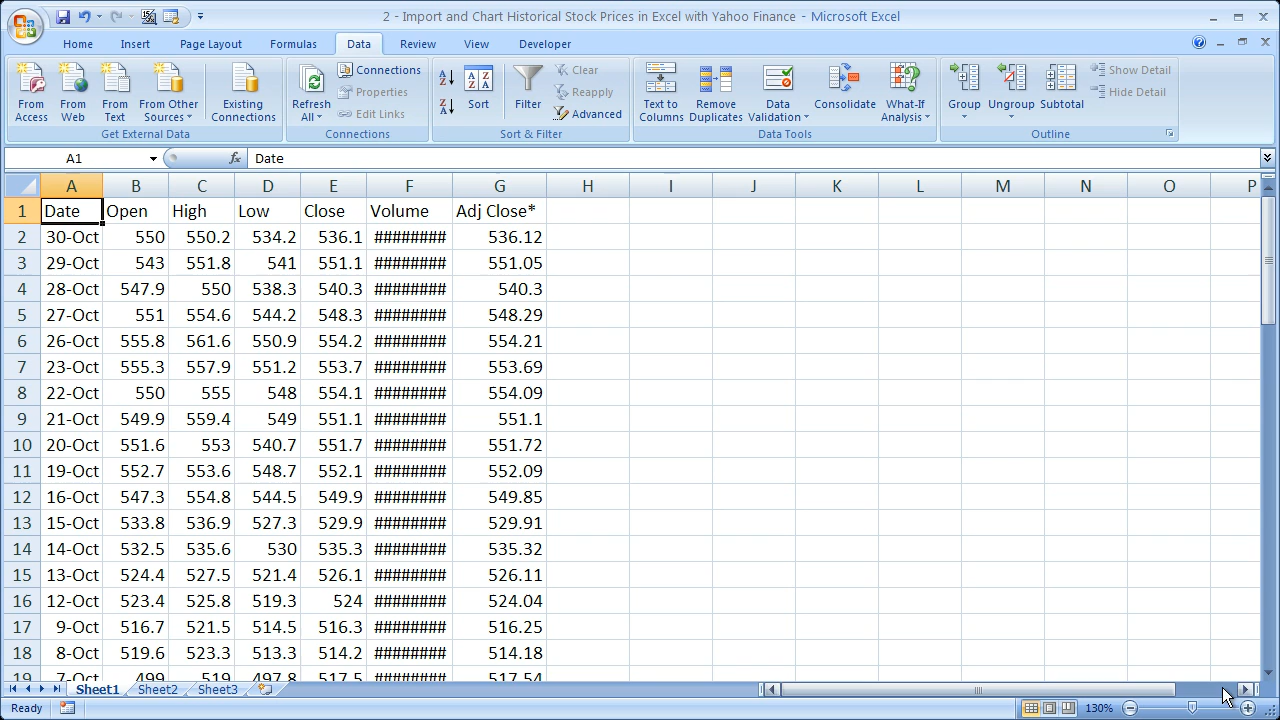 2 - Import and Chart Historical Stock Prices in Excel with Yahoo Finance - Microsoft Excel
Home Insert Page Layout Formulas Data Review View Developer
From Access From Web From Text From Other Sources Existing Connections Refresh All Connections Properties Edit Links Sort Filter Clear Reapply Advanced Text to Columns Remove Duplicates Data Validation Consolidate What-If Analysis Group Ungroup Subtotal Show Detail Hide Detail
Get External Data Connections Sort & Filter Data Tools Outline
A1 fx Date
A B C D E F G H I J K L M N O P
1 Date Open High Low Close Volume Adj Close*
2 30-Oct 550 550.2 534.2 536.1 ######## 536.12
3 29-Oct 543 551.8 541 551.1 ######## 551.05
4 28-Oct 547.9 550 538.3 540.3 ######## 540.3
5 27-Oct 551 554.6 544.2 548.3 ######## 548.29
6 26-Oct 555.8 561.6 550.9 554.2 ######## 554.21
7 23-Oct 555.3 557.9 551.2 553.7 ######## 553.69
8 22-Oct 550 555 548 554.1 ######## 554.09
9 21-Oct 549.9 559.4 549 551.1 ######## 551.1
10 20-Oct 551.6 553 540.7 551.7 ######## 551.72
11 19-Oct 552.7 553.6 548.7 552.1 ######## 552.09
12 16-Oct 547.3 554.8 544.5 549.9 ######## 549.85
13 15-Oct 533.8 536.9 527.3 529.9 ######## 529.91
14 14-Oct 532.5 535.6 530 535.3 ######## 535.32
15 13-Oct 524.4 527.5 521.4 526.1 ######## 526.11
16 12-Oct 523.4 525.8 519.3 524 ######## 524.04
17 9-Oct 516.7 521.5 514.5 516.3 ######## 516.25
18 8-Oct 519.6 523.3 513.3 514.2 ######## 514.18
19 7-Oct 499 519 497.8 517.5 ######## 517.54
Sheet1 Sheet2 Sheet3
Ready 130%